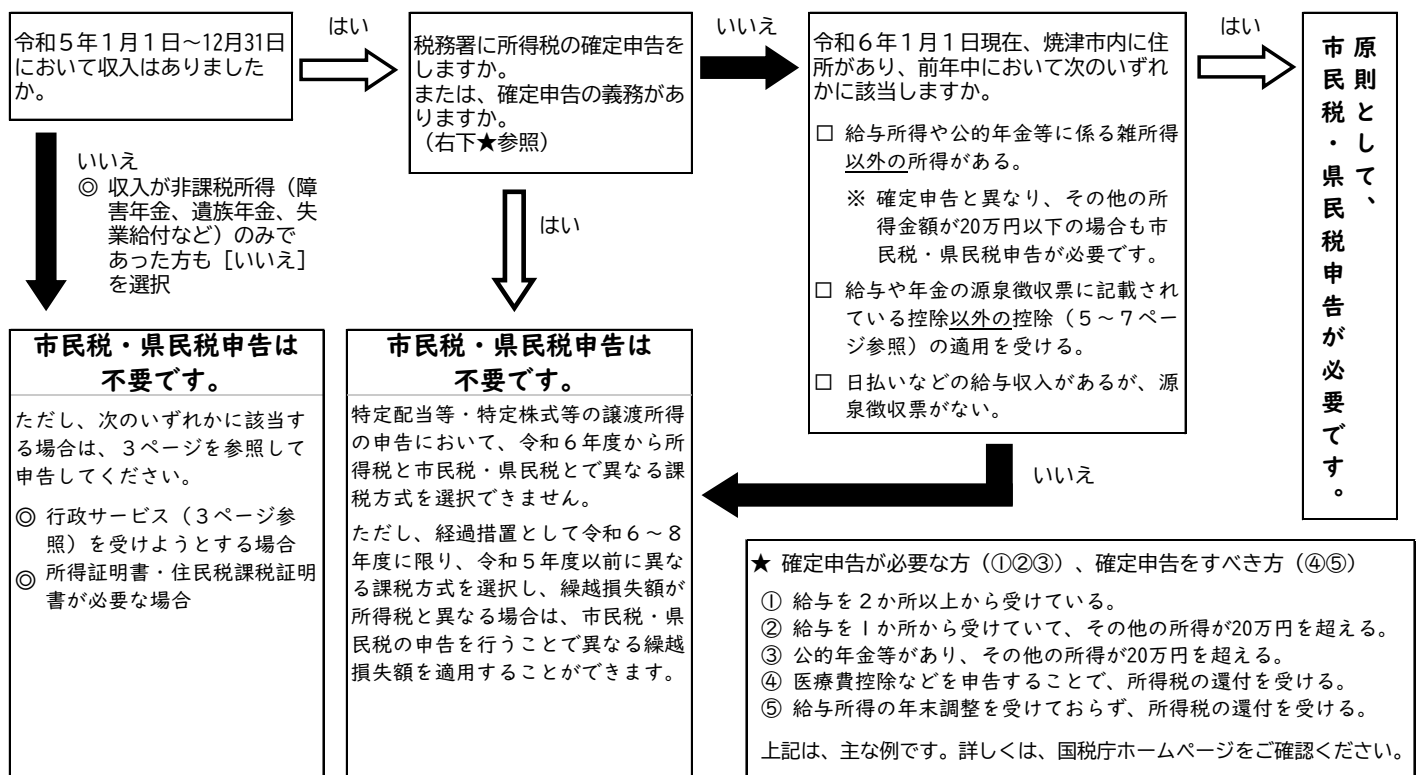 令和５年１月１日～12月31日
において収入はありました
か。
はい
税務署に所得税の確定申告を
しますか。
または、確定申告の義務があ
りますか。
（右下★参照）
いいえ
令和６年１月１日現在、焼津市内に住
所があり、前年中において次のいずれ
かに該当しますか。
□ 給与所得や公的年金等に係る雑所得
以外の所得がある。
※ 確定申告と異なり、その他の所
得金額が20万円以下の場合も市
民税・県民税申告が必要です。
□ 給与や年金の源泉徴収票に記載され
ている控除以外の控除（５～７ペー
ジ参照）の適用を受ける。
□ 日払いなどの給与収入があるが、源
泉徴収票がない。
はい
原則として、
市民税・県民税申告が必要です。
いいえ
◎ 収入が非課税所得（障
害年金、遺族年金、失
業給付など）のみで
あった方も［いいえ］
を選択
はい
市民税・県民税申告は
不要です。
ただし、次のいずれかに該当す
る場合は、３ページを参照して
申告してください。
◎ 行政サービス（３ページ参
照）を受けようとする場合
◎ 所得証明書・住民税課税証明
書が必要な場合
市民税・県民税申告は
不要です。
特定配当等・特定株式等の譲渡所得
の申告において、令和６年度から所
得税と市民税・県民税とで異なる課
税方式を選択できません。
ただし、経過措置として令和６～８
年度に限り、令和５年度以前に異な
る課税方式を選択し、繰越損失額が
所得税と異なる場合は、市民税・県
民税の申告を行うことで異なる繰越
損失額を適用することができます。
いいえ
★ 確定申告が必要な方（①②③）、確定申告をすべき方（④⑤）
① 給与を２か所以上から受けている。
② 給与を１か所から受けていて、その他の所得が20万円を超える。
③ 公的年金等があり、その他の所得が20万円を超える。
④ 医療費控除などを申告することで、所得税の還付を受ける。
⑤ 給与所得の年末調整を受けておらず、所得税の還付を受ける。
上記は、主な例です。詳しくは、国税庁ホームページをご確認ください。